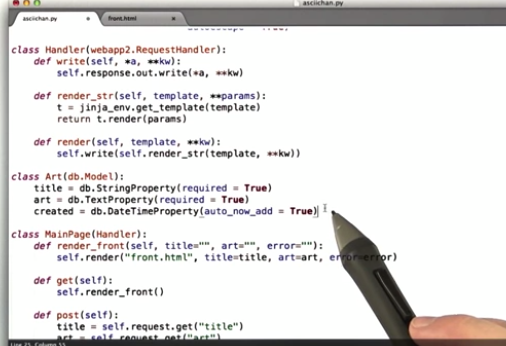 asciichan.py
asciichan.py
front.html
class Handler(webapp2.RequestHandler):
    def write(self, *a, **kw):
        self.response.out.write(*a, **kw)
    def render_str(self, template, **params):
        t = jinja_env.get_template(template)
        return t.render(params)
    def render(self, template, **kw):
        self.write(self.render_str(template, **kw))
class Art(db.Model):
    title = db.StringProperty(required = True)
    art = db.TextProperty(required = True)
    created = db.DateTimeProperty(auto_now_add = True)
class MainPage(Handler):
    def render_front(self, title="", art="", error=""):
        self.render("front.html", title=title, art=art, error=error)
    def get(self):
        self.render_front()
    def post(self):
        title = self.request.get("title")
        art = self.request.get("art")